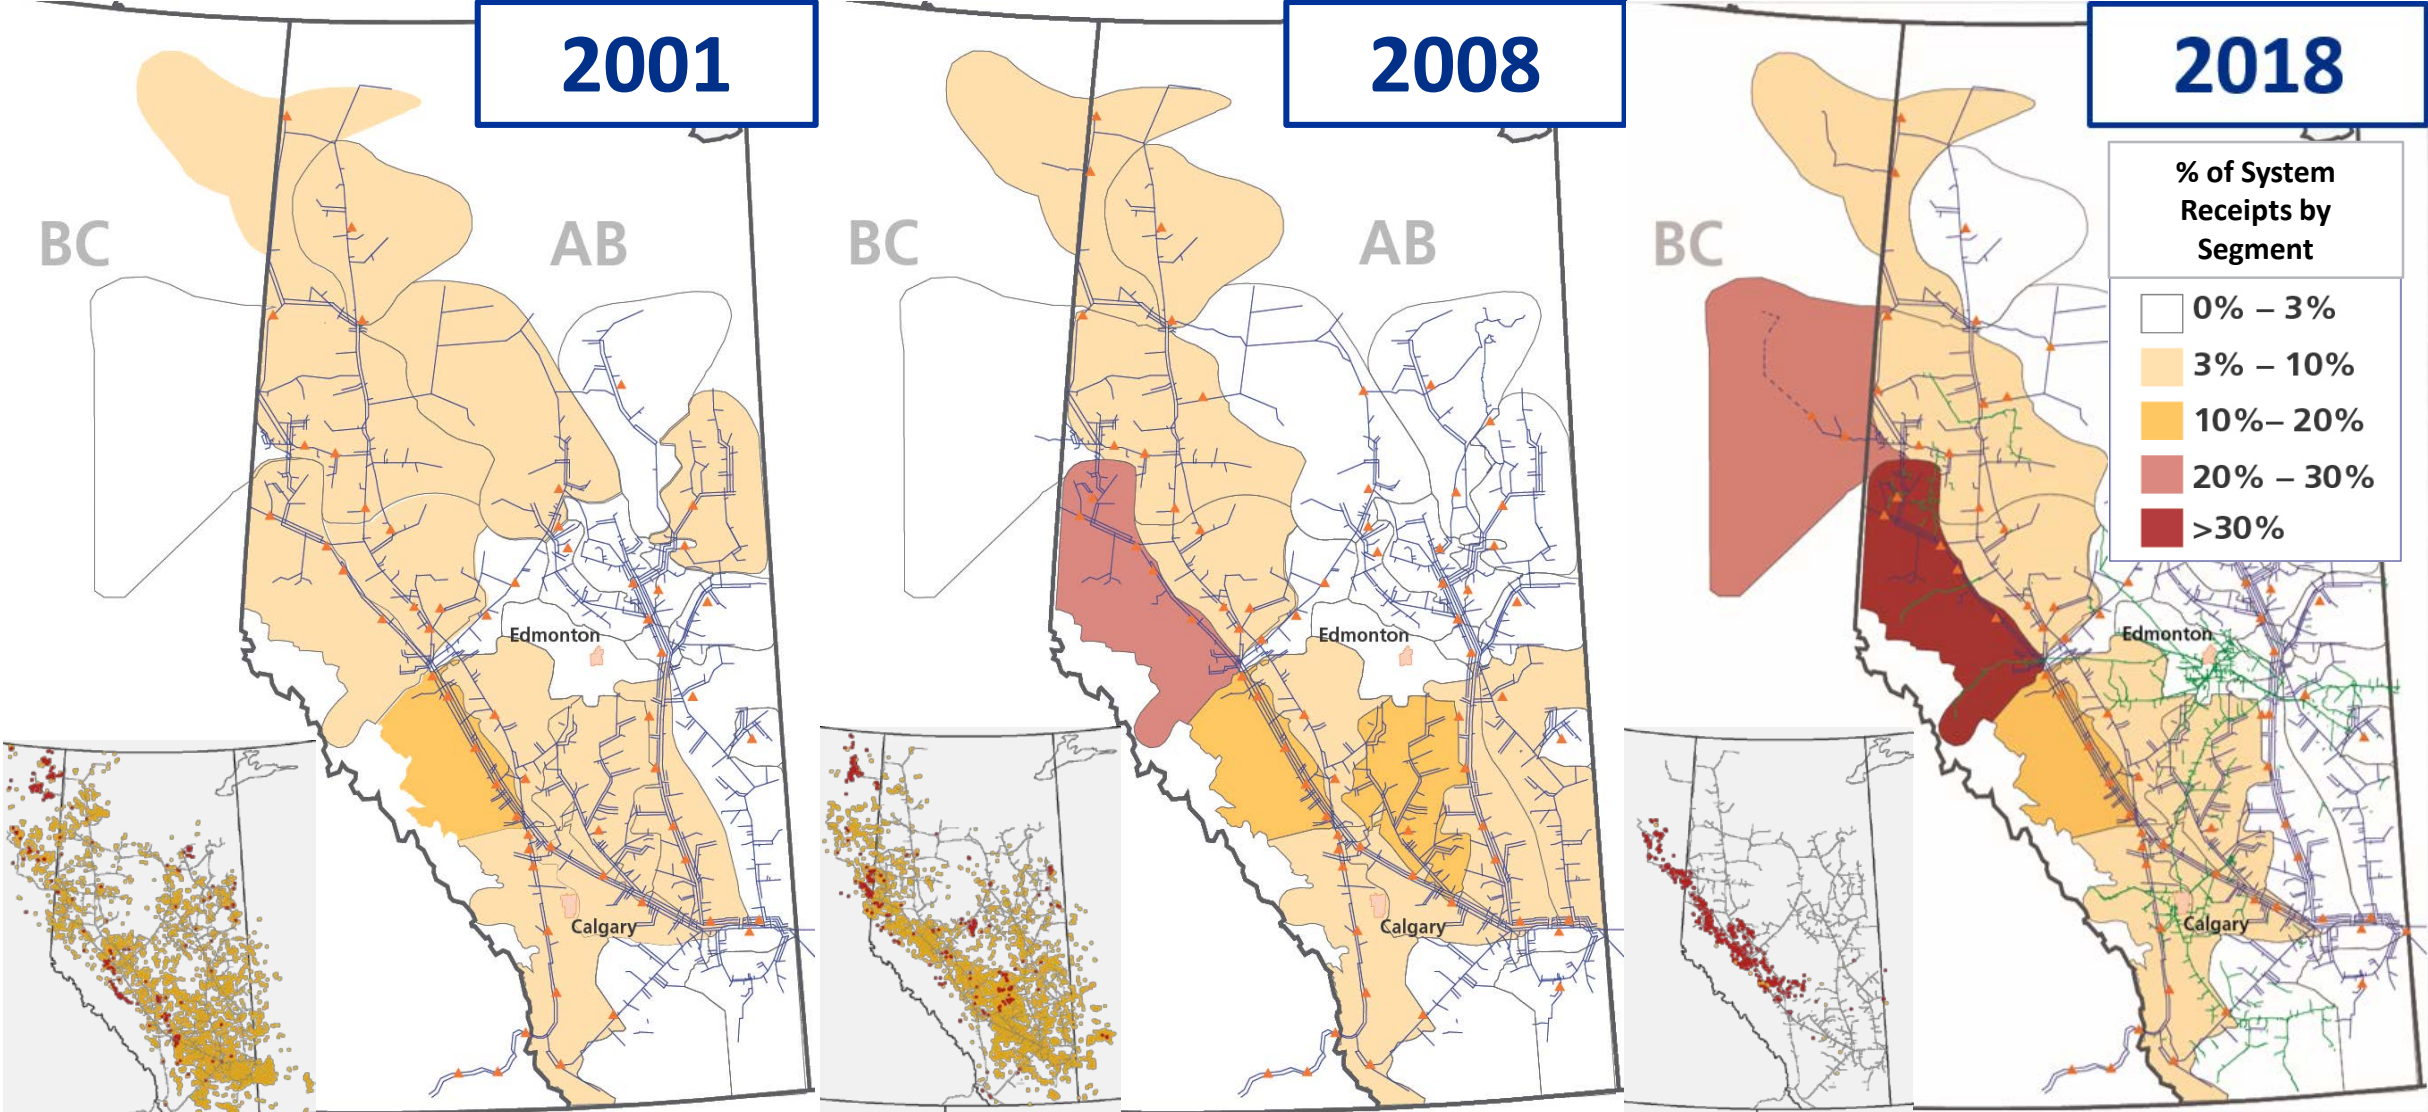 2001
2008
2018
BC
AB
BC
AB
BC
% of System
Receipts by
Segment
0% – 3%
3% – 10%
10%– 20%
20% – 30%
>30%
Edmonton
Edmonton
Edmonton
Calgary
Calgary
Calgary